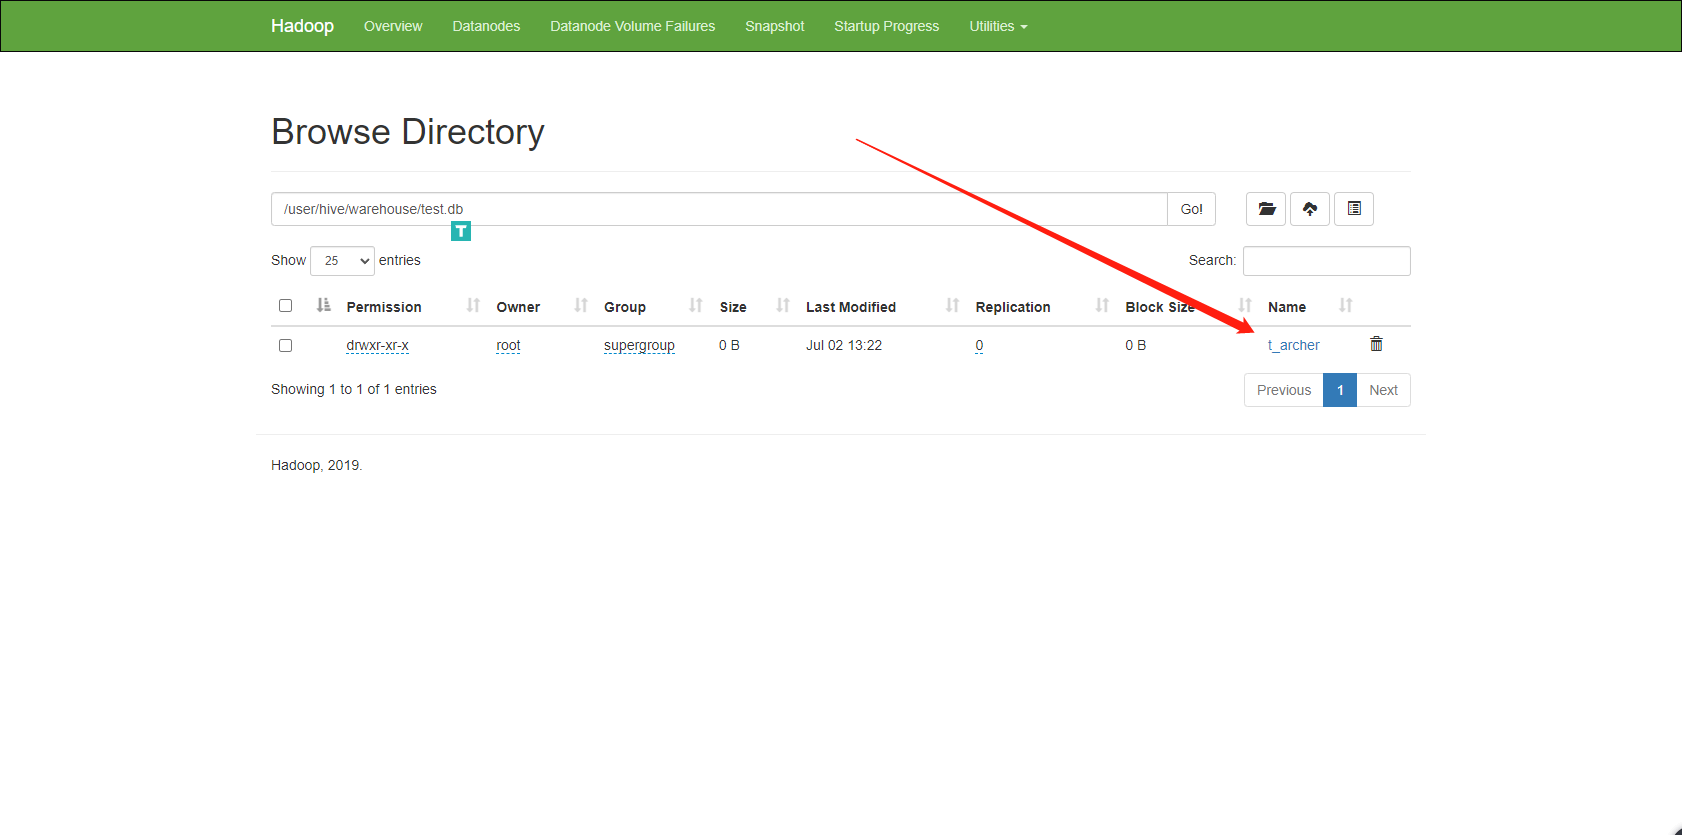 Hadoop Overview Datanodes Datanode Volume Failures Snapshot Startup Progress Utilities
Browse Directory
/user/hive/warehouse/test.db Go!
T
Show 25 entries Search:
Permission Owner Group Size Last Modified Replication Block Size Name
drwxr-xr-x root supergroup 0 B Jul 02 13:22 0 0 B t_archer
Showing 1 to 1 of 1 entries Previous 1 Next
Hadoop, 2019.